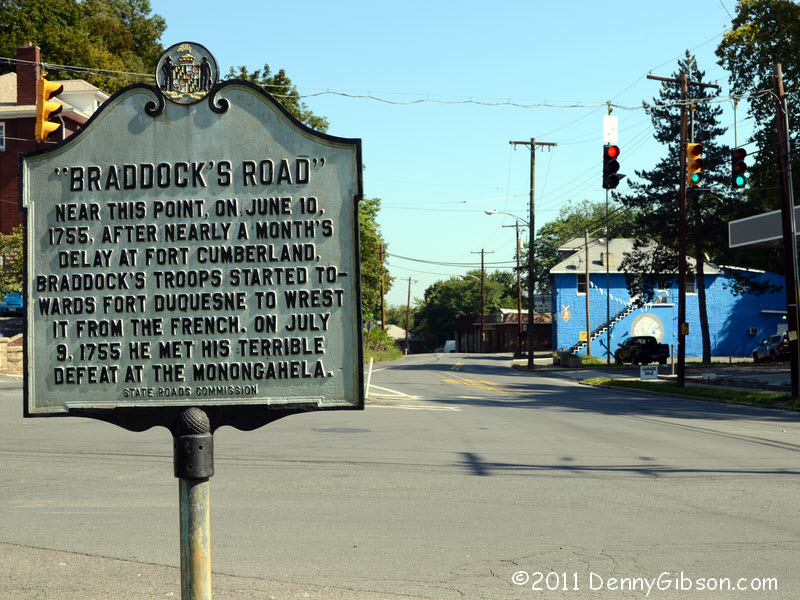 "BRADDOCK'S ROAD"
NEAR THIS POINT, ON JUNE 10,
1755, AFTER NEARLY A MONTH'S
DELAY AT FORT CUMBERLAND,
BRADDOCK'S TROOPS STARTED TO-
WARDS FORT DUQUESNE TO WREST
IT FROM THE FRENCH. ON JULY
9, 1755 HE MET HIS TERRIBLE
DEFEAT AT THE MONONGAHELA.
STATE ROADS COMMISSION
GARAGE
SALE
©2011 DennyGibson.com